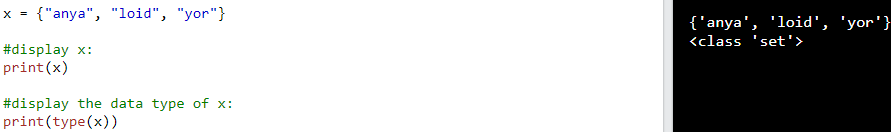 x = {"anya", "loid", "yor"}
#display x:
print(x)
#display the data type of x:
print(type(x))
{'anya', 'loid', 'yor'}
<class 'set'>